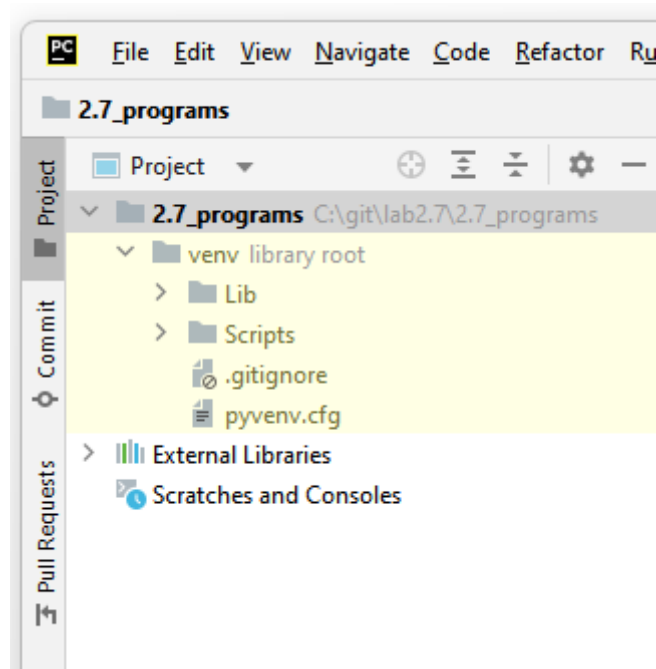 PC File Edit View Navigate Code Refactor Ru
2.7_programs
Project
Project
2.7_programs C:\git\lab2.7\2.7_programs
venv library root
Lib
Scripts
.gitignore
pyvenv.cfg
External Libraries
Scratches and Consoles
Commit
Pull Requests